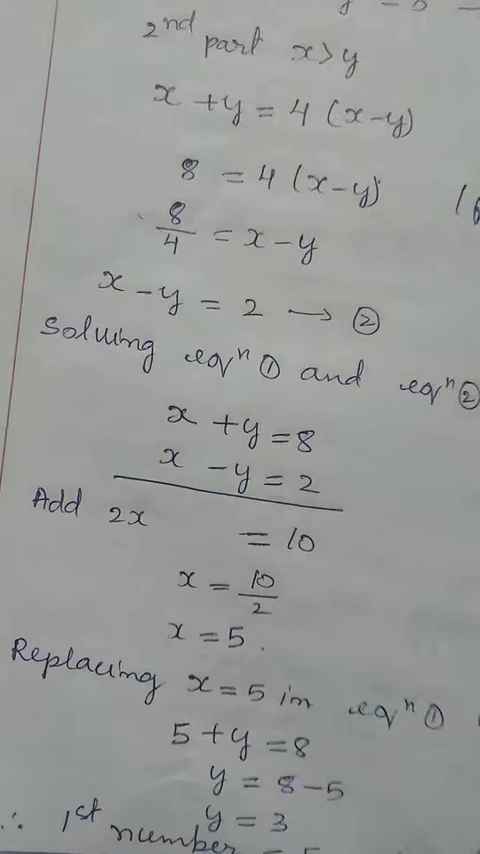 2nd part x>y
x + y = 4 (x-y)
8 = 4 (x-y)
8/4 = x-y
x - y = 2 → ②
Solving eqⁿ ① and eqⁿ ②
x + y = 8
x - y = 2
Add 2x = 10
x = 10/2
x = 5.
Replacing x = 5 in eqⁿ ①
5 + y = 8
y = 8-5
y = 3
∴ 1st number =